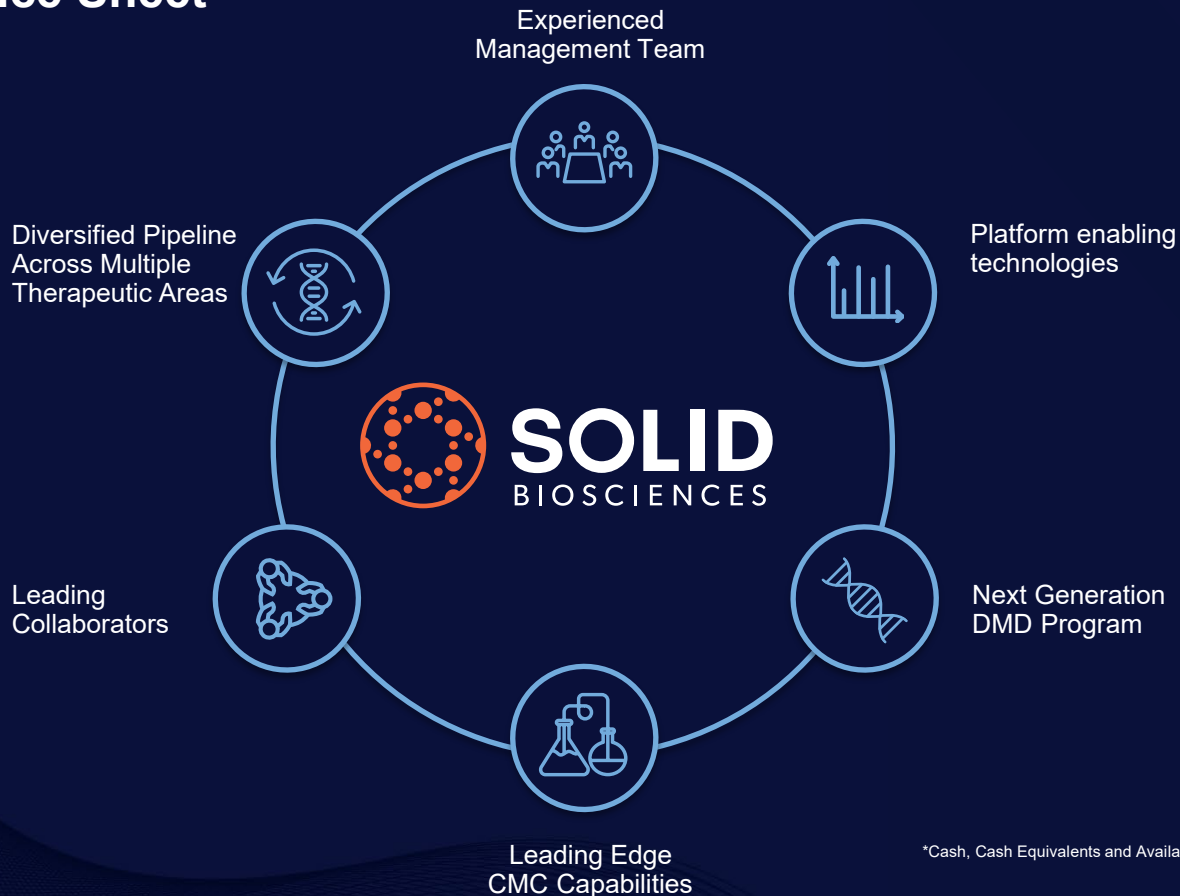 Sheet
Experienced
Management Team
Diversified Pipeline
Across Multiple
Therapeutic Areas
Platform enabling
technologies
SOLID
BIOSCIENCES
Leading
Collaborators
Next Generation
DMD Program
Leading Edge
CMC Capabilities
*Cash, Cash Equivalents and